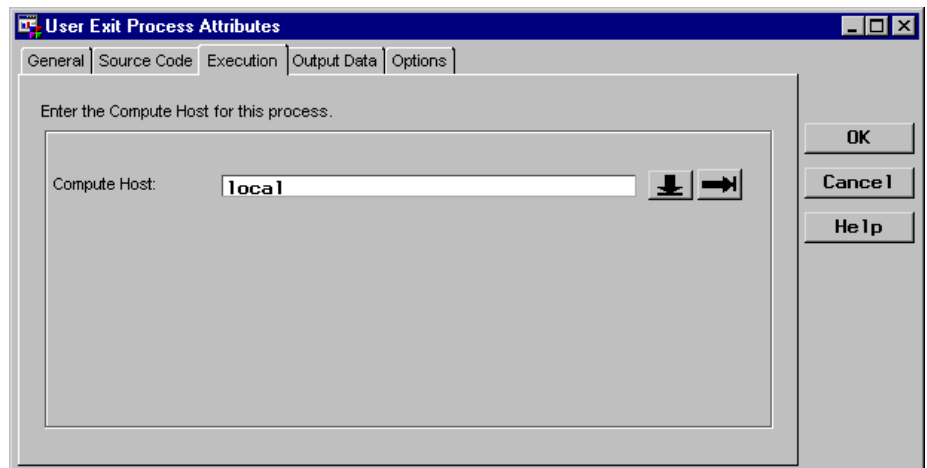 User Exit Process Attributes
General Source Code Execution Output Data Options
Enter the Compute Host for this process.
OK
Compute Host: local
Cancel
Help